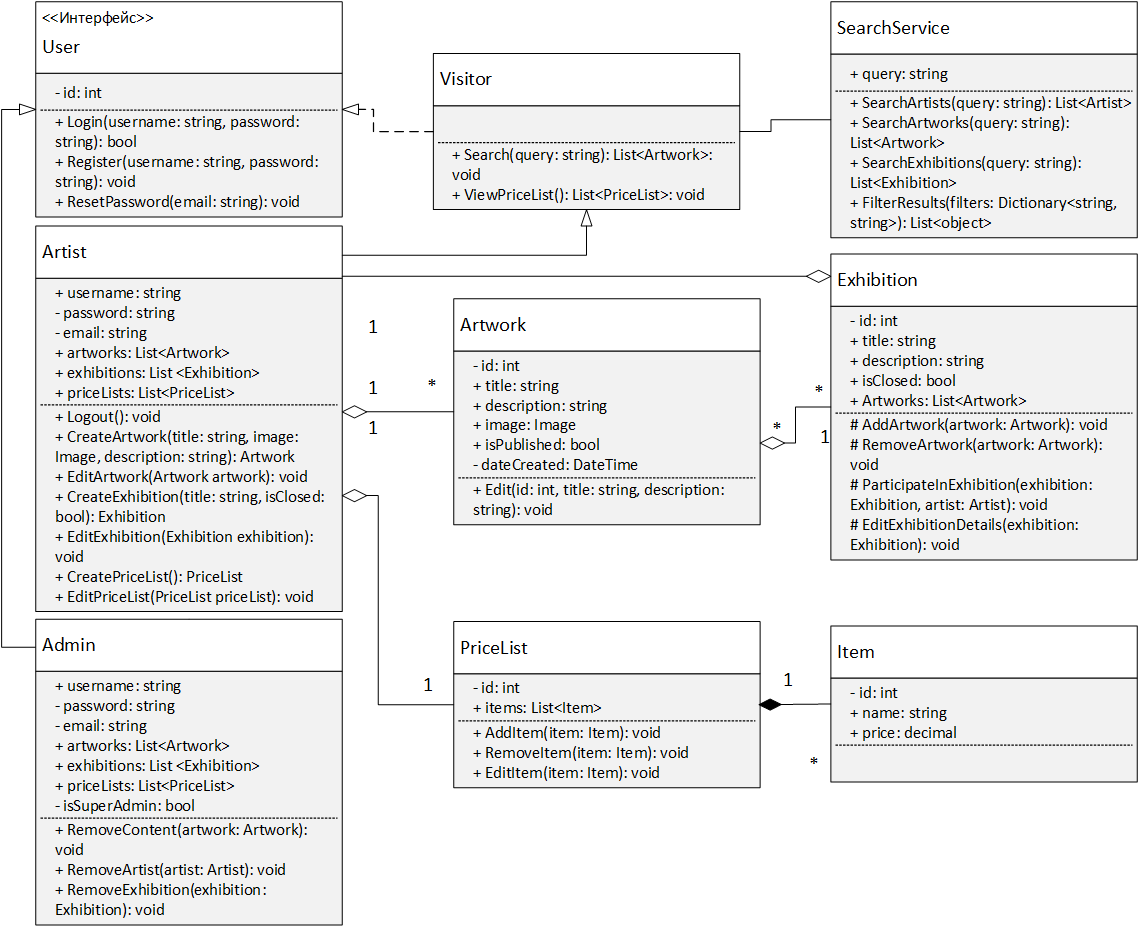 <<Интерфейс>>
User
- id: int
+ Login(username: string, password:
string): bool
+ Register(username: string, password:
string): void
+ ResetPassword(email: string): void
Visitor
+ Search(query: string): List<Artwork>:
void
+ ViewPriceList(): List<PriceList>: void
SearchService
+ query: string
+ SearchArtists(query: string): List<Artist>
+ SearchArtworks(query: string):
List<Artwork>
+ SearchExhibitions(query: string):
List<Exhibition>
+ FilterResults(filters: Dictionary<string,
string>): List<object>
Artist
+ username: string
- password: string
- email: string
+ artworks: List<Artwork>
+ exhibitions: List <Exhibition>
+ priceLists: List<PriceList>
+ Logout(): void
+ CreateArtwork(title: string, image:
Image, description: string): Artwork
+ EditArtwork(Artwork artwork): void
+ CreateExhibition(title: string, isClosed:
bool): Exhibition
+ EditExhibition(Exhibition exhibition):
void
+ CreatePriceList(): PriceList
+ EditPriceList(PriceList priceList): void
1
1
*
1
Artwork
- id: int
+ title: string
+ description: string
+ image: Image
+ isPublished: bool
- dateCreated: DateTime
+ Edit(id: int, title: string, description:
string): void
*
*
1
Exhibition
- id: int
+ title: string
+ description: string
+ isClosed: bool
+ Artworks: List<Artwork>
# AddArtwork(artwork: Artwork): void
# RemoveArtwork(artwork: Artwork):
void
# ParticipateInExhibition(exhibition:
Exhibition, artist: Artist): void
# EditExhibitionDetails(exhibition:
Exhibition): void
Admin
+ username: string
- password: string
- email: string
+ artworks: List<Artwork>
+ exhibitions: List <Exhibition>
+ priceLists: List<PriceList>
- isSuperAdmin: bool
+ RemoveContent(artwork: Artwork):
void
+ RemoveArtist(artist: Artist): void
+ RemoveExhibition(exhibition:
Exhibition): void
1
PriceList
- id: int
+ items: List<Item>
+ AddItem(item: Item): void
+ RemoveItem(item: Item): void
+ EditItem(item: Item): void
1
*
Item
- id: int
+ name: string
+ price: decimal